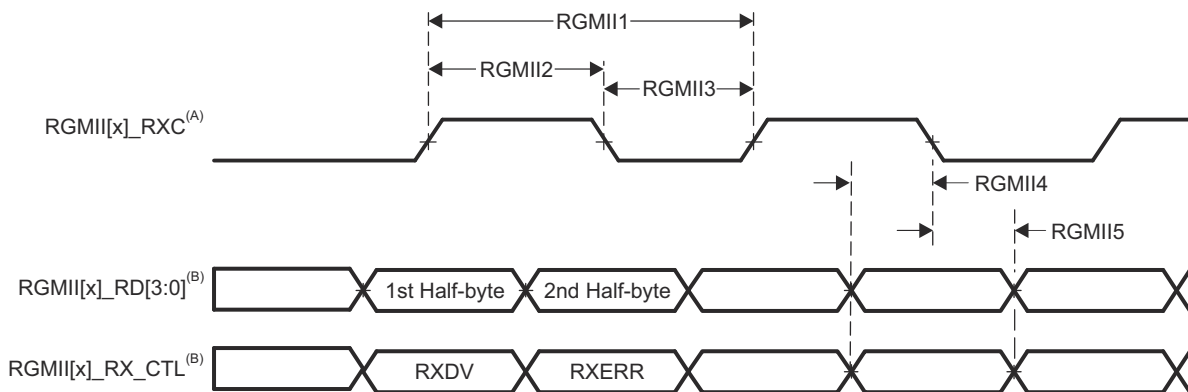 RGMII1
RGMII2
RGMII3
RGMII[x]_RXC(A)
RGMII4
RGMII5
RGMII[x]_RD[3:0](B)
1st Half-byte
2nd Half-byte
RGMII[x]_RX_CTL(B)
RXDV
RXERR